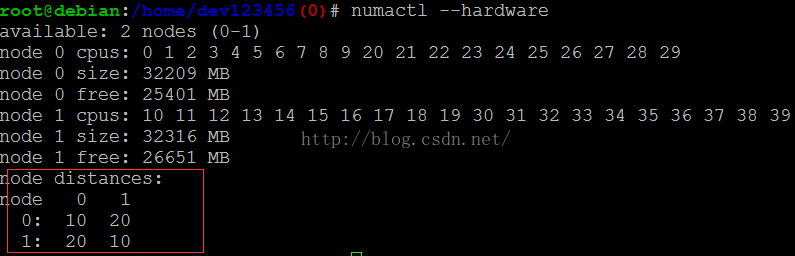 root@debian:/home/dev123456(0)# numactl --hardware
available: 2 nodes (0-1)
node 0 cpus: 0 1 2 3 4 5 6 7 8 9 20 21 22 23 24 25 26 27 28 29
node 0 size: 32209 MB
node 0 free: 25401 MB
node 1 cpus: 10 11 12 13 14 15 16 17 18 19 30 31 32 33 34 35 36 37 38 39
node 1 size: 32316 MB
http://blog.csdn.net/
node 1 free: 26651 MB
node distances:
node 0 1
0: 10 20
1: 20 10